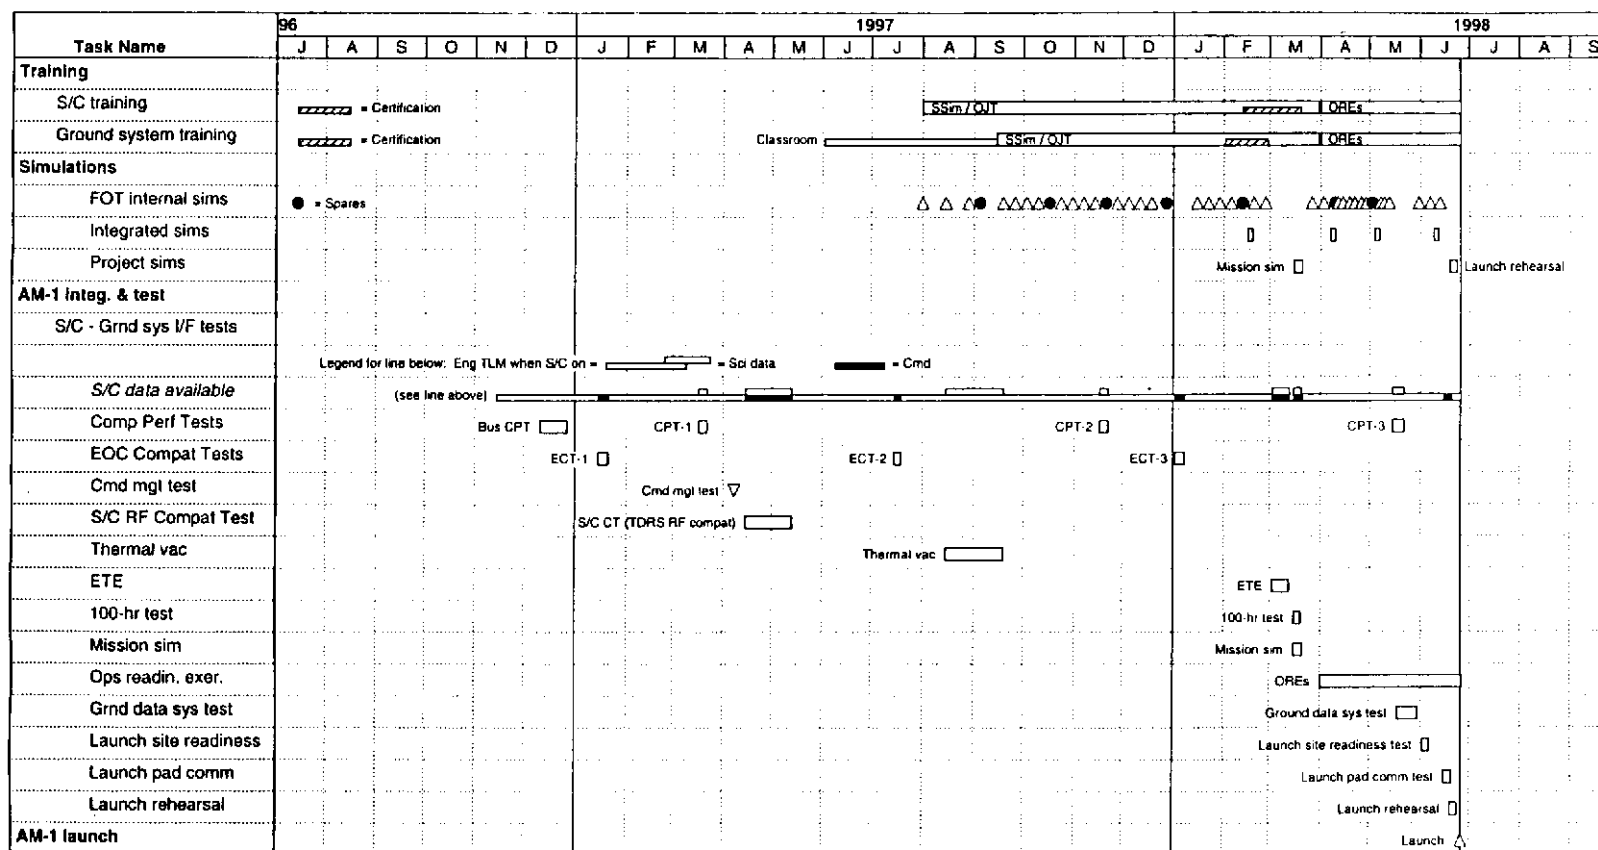 96 1997 1998
Task Name J A S O N D J F M A M J J A S O N D J F M A M J J A S
Training
S/C training = Certification SSim / OJT OREs
Ground system training = Certification Classroom SSim / OJT OREs
Simulations
FOT internal sims = Spares
Integrated sims
Project sims Mission sim Launch rehearsal
AM-1 integ. & test
S/C - Grnd sys I/F tests
Legend for line below: Eng TLM when S/C on = = Sci data = Cmd
S/C data available (see line above)
Comp Perf Tests Bus CPT CPT-1 CPT-2 CPT-3
EOC Compat Tests ECT-1 ECT-2 ECT-3
Cmd mgt test Cmd mgt test
S/C RF Compat Test S/C CT (TDRS RF compat)
Thermal vac Thermal vac
ETE ETE
100-hr test 100-hr test
Mission sim Mission sim
Ops readin. exer. OREs
Grnd data sys test Ground data sys test
Launch site readiness Launch site readiness test
Launch pad comm Launch pad comm test
Launch rehearsal Launch rehearsal
AM-1 launch Launch